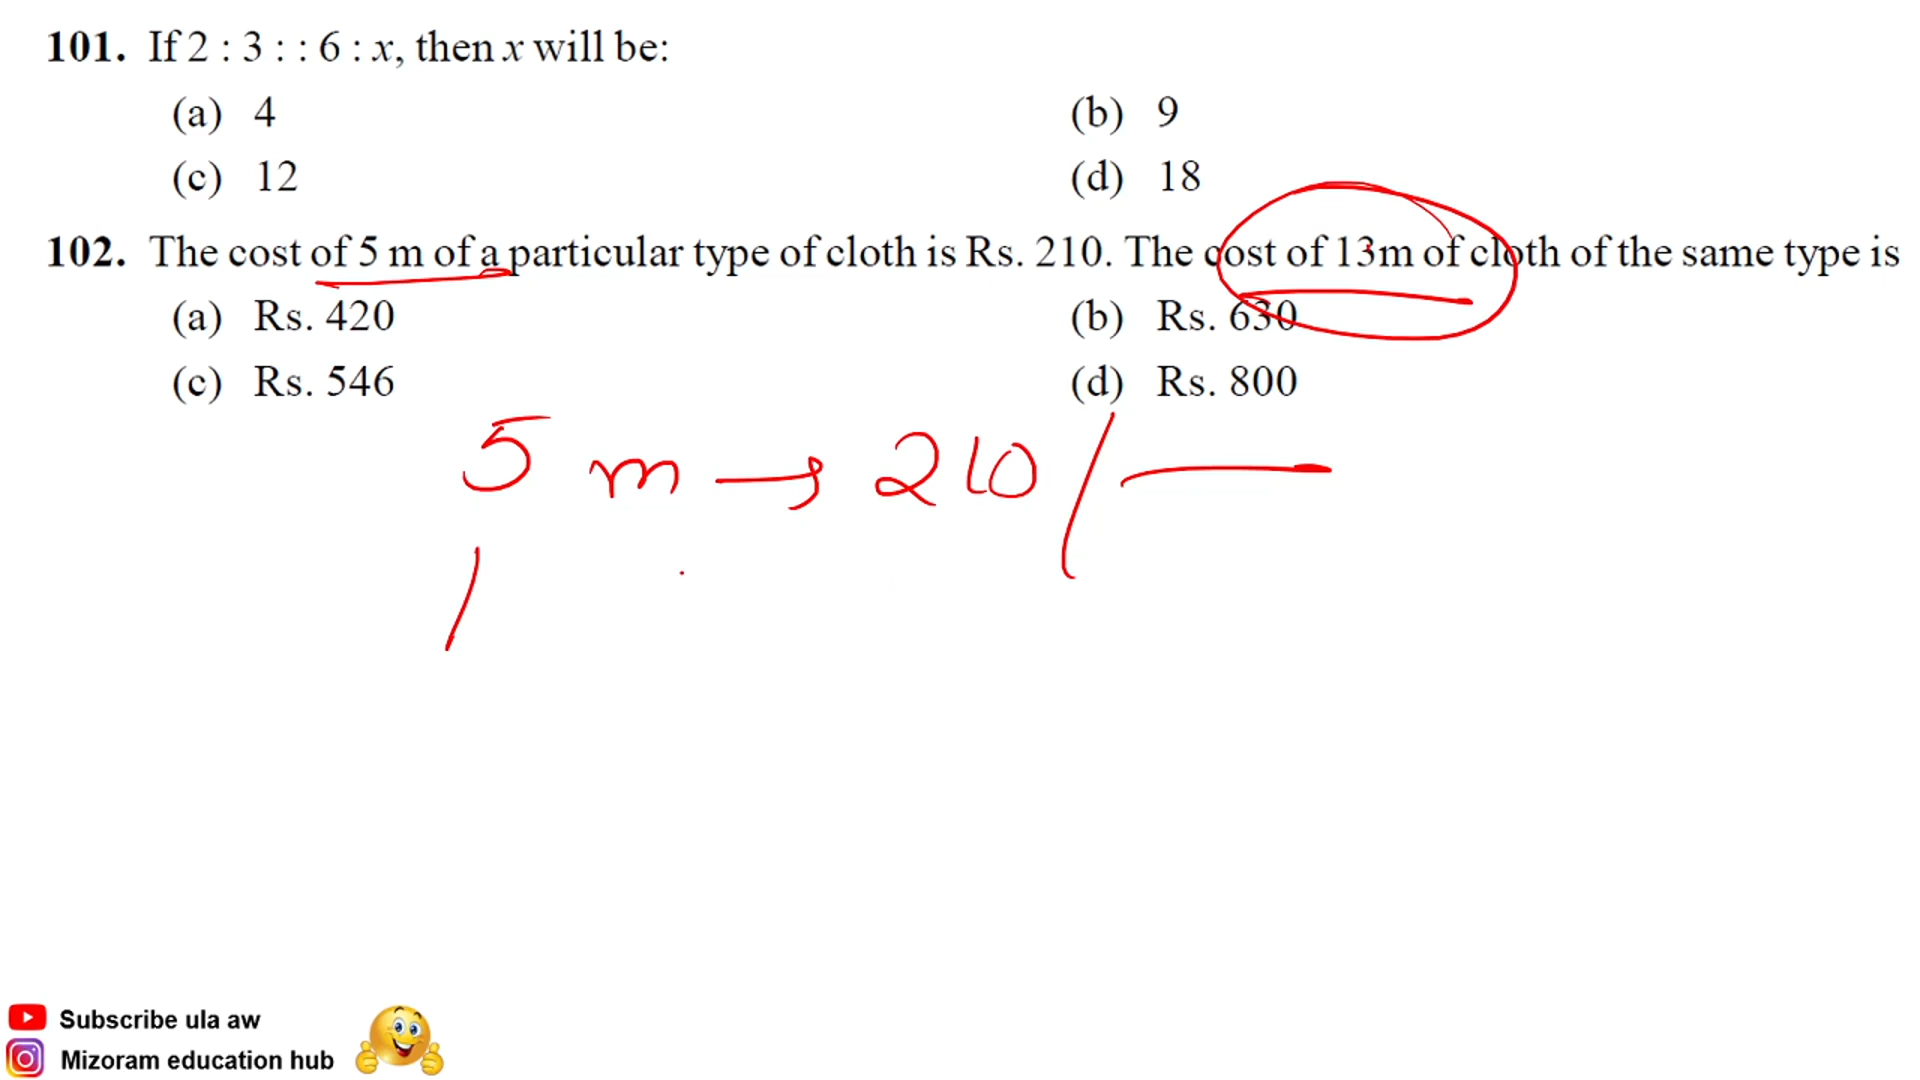 101. If 2 : 3 : : 6 : x, then x will be:
(a) 4 (b) 9
(c) 12 (d) 18
102. The cost of 5 m of a particular type of cloth is Rs. 210. The cost of 13m of cloth of the same type is
(a) Rs. 420 (b) Rs. 630
(c) Rs. 546 (d) Rs. 800
5 m → 210/—
1
Subscribe ula aw
Mizoram education hub